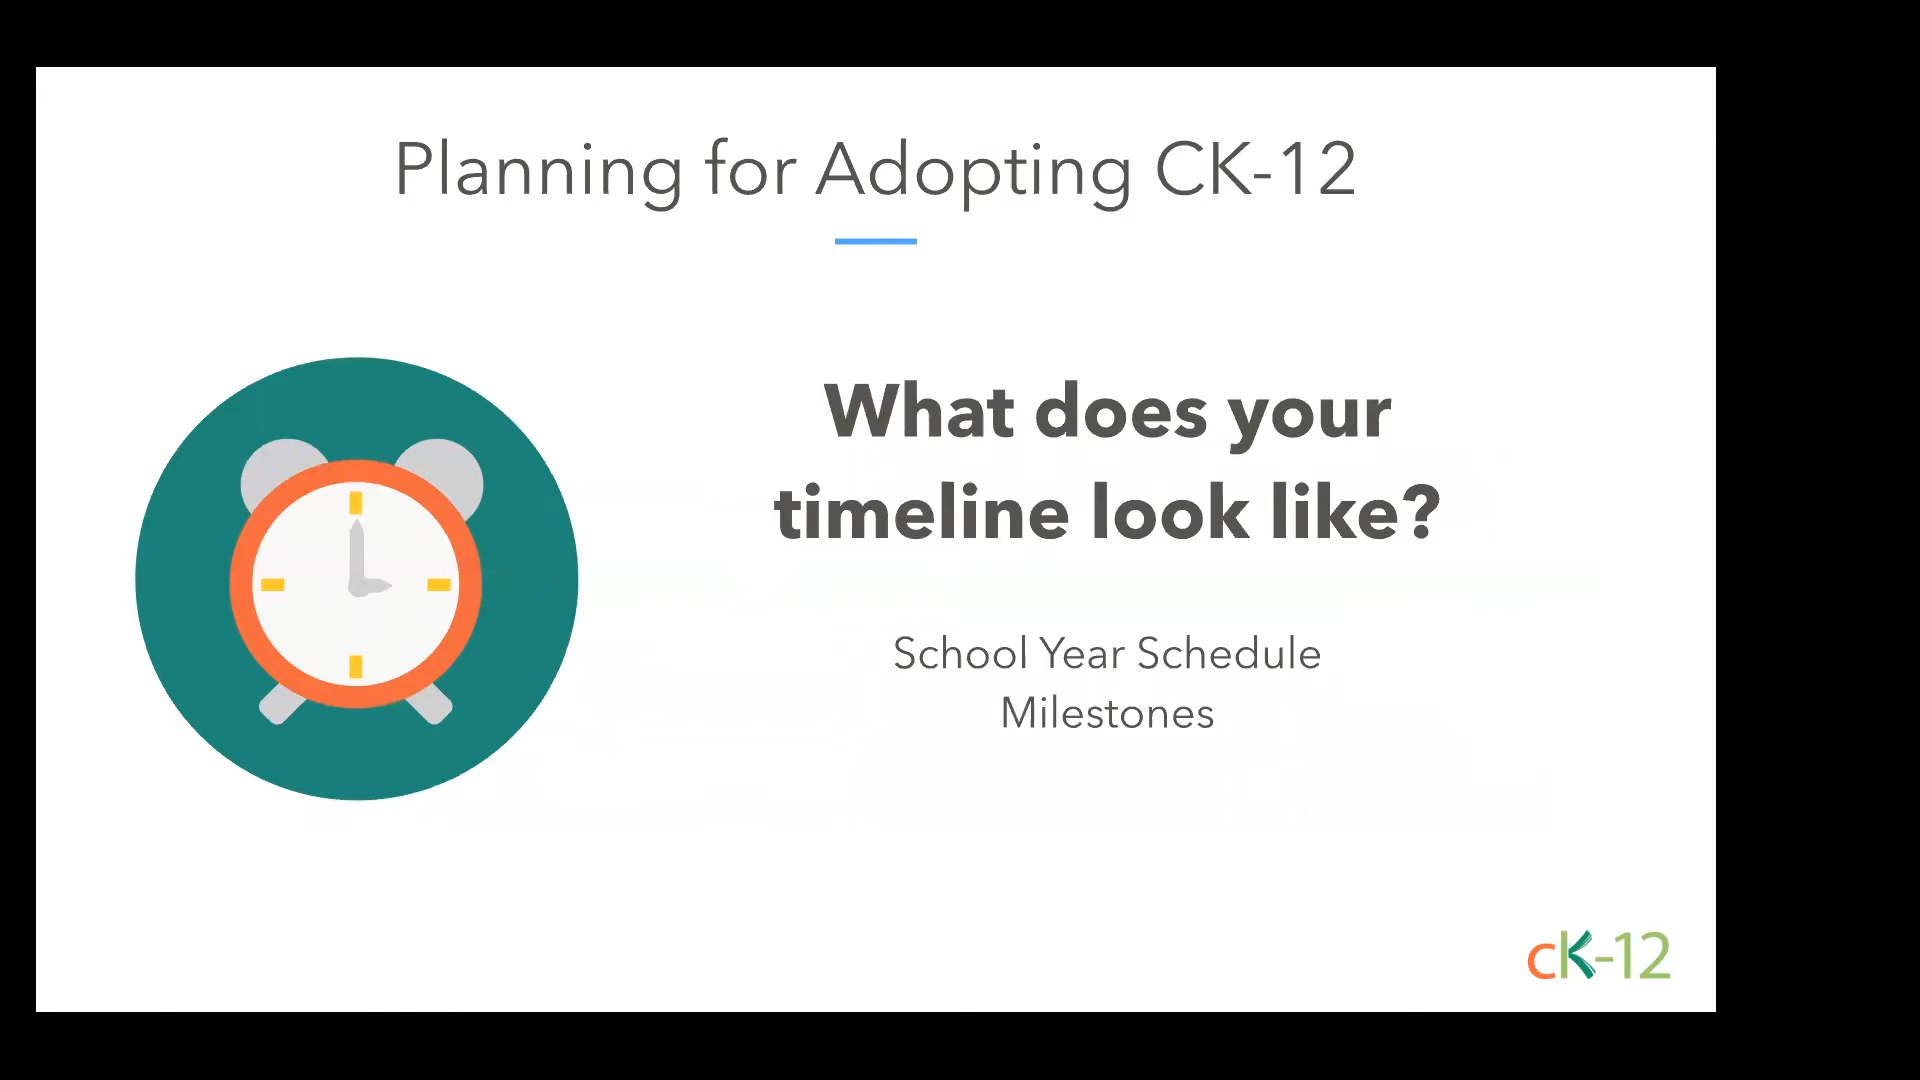 Planning for Adopting CK-12
What does your
timeline look like?
School Year Schedule
Milestones
cK-12